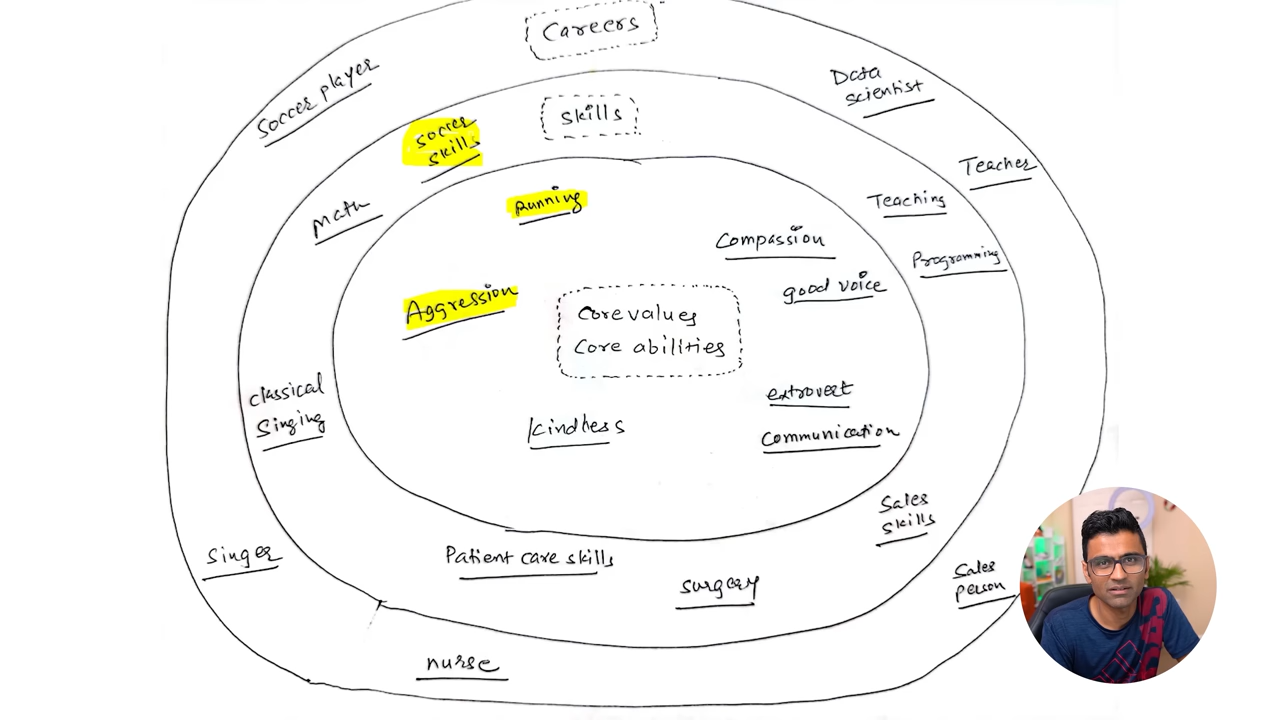 Careers
Soccer player
Data
scientist
Skills
soccer
skills
Teacher
Math
Running
Teaching
Compassion
Programming
good voice
Aggression
Core values
Core abilities
classical
Singing
extrovert
Kindness
Communication
Sales
skills
Singer
Patient care skills
surgery
Sales
person
nurse